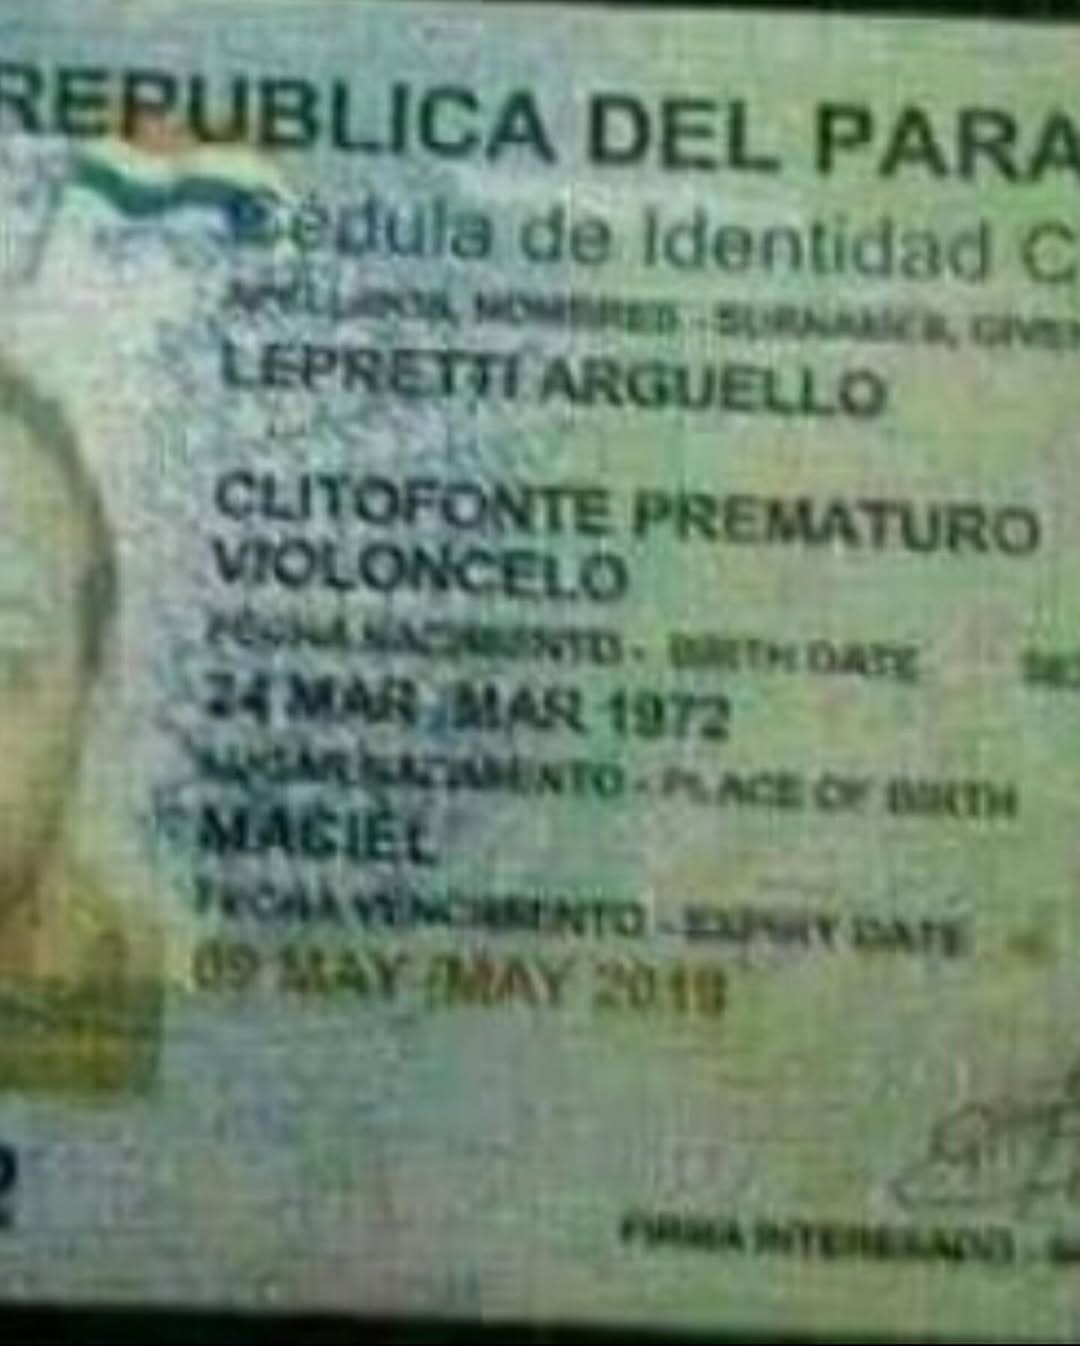 REPUBLICA DEL PARA
Cédula de Identidad C
APELLIDOS, NOMBRES - SURNAMES, GIVEN
LEPRETTI ARGUELLO
CLITOFONTE PREMATURO
VIOLONCELO
FECHA NACIMIENTO - BIRTH DATE
24 MAR /MAR 1972
LUGAR NACIMIENTO - PLACE OF BIRTH
MACIEL
FECHA VENCIMIENTO - EXPIRY DATE
09 MAY /MAY 2019
2
FIRMA INTERESADO -